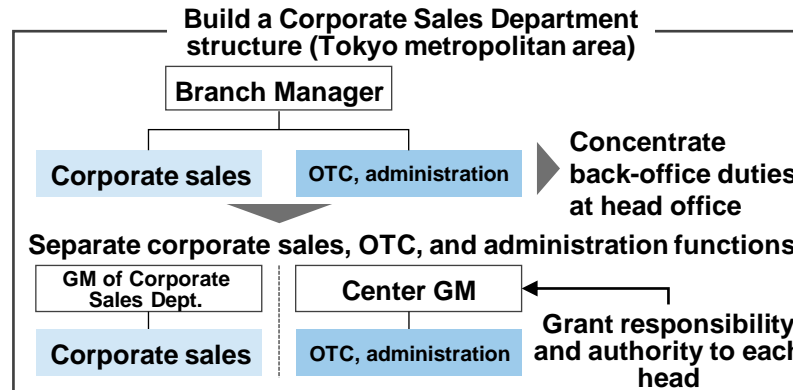 Build a Corporate Sales Department
structure (Tokyo metropolitan area)
Branch Manager
Corporate sales
OTC, administration
Concentrate
back-office duties
at head office
Separate corporate sales, OTC, and administration functions
GM of Corporate
Sales Dept.
Center GM
Corporate sales
OTC, administration
Grant responsibility
and authority to each
head